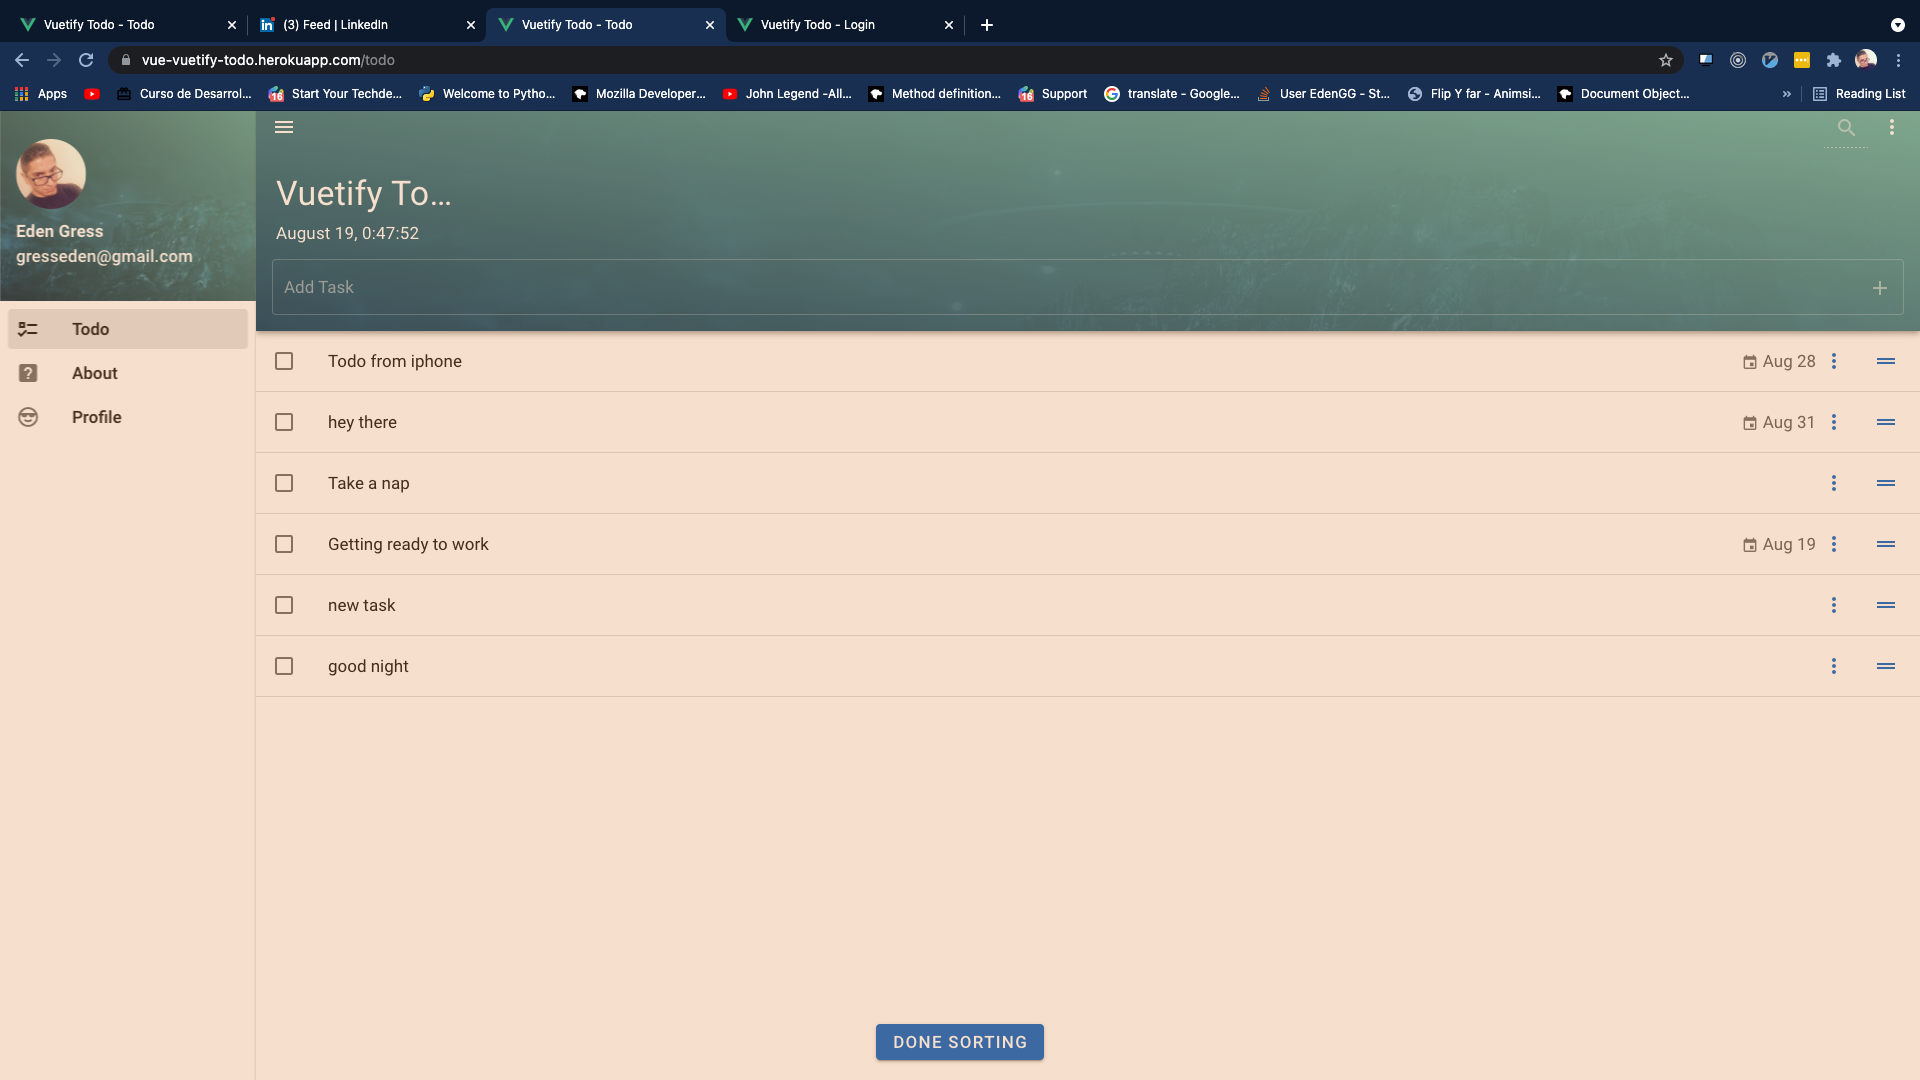 Vuetify Todo - Todo
(3) Feed | LinkedIn
Vuetify Todo - Todo
Vuetify Todo - Login
vue-vuetify-todo.herokuapp.com/todo
Apps
Curso de Desarrol...
Start Your Techde...
Welcome to Pytho...
Mozilla Developer...
John Legend -All...
Method definition...
Support
translate - Google...
User EdenGG - St...
Flip Y far - Animsi...
Document Object...
Reading List
Eden Gress
gresseden@gmail.com
Todo
About
Profile
Vuetify To...
August 19, 0:47:52
Add Task
Todo from iphone
Aug 28
hey there
Aug 31
Take a nap
Getting ready to work
Aug 19
new task
good night
DONE SORTING